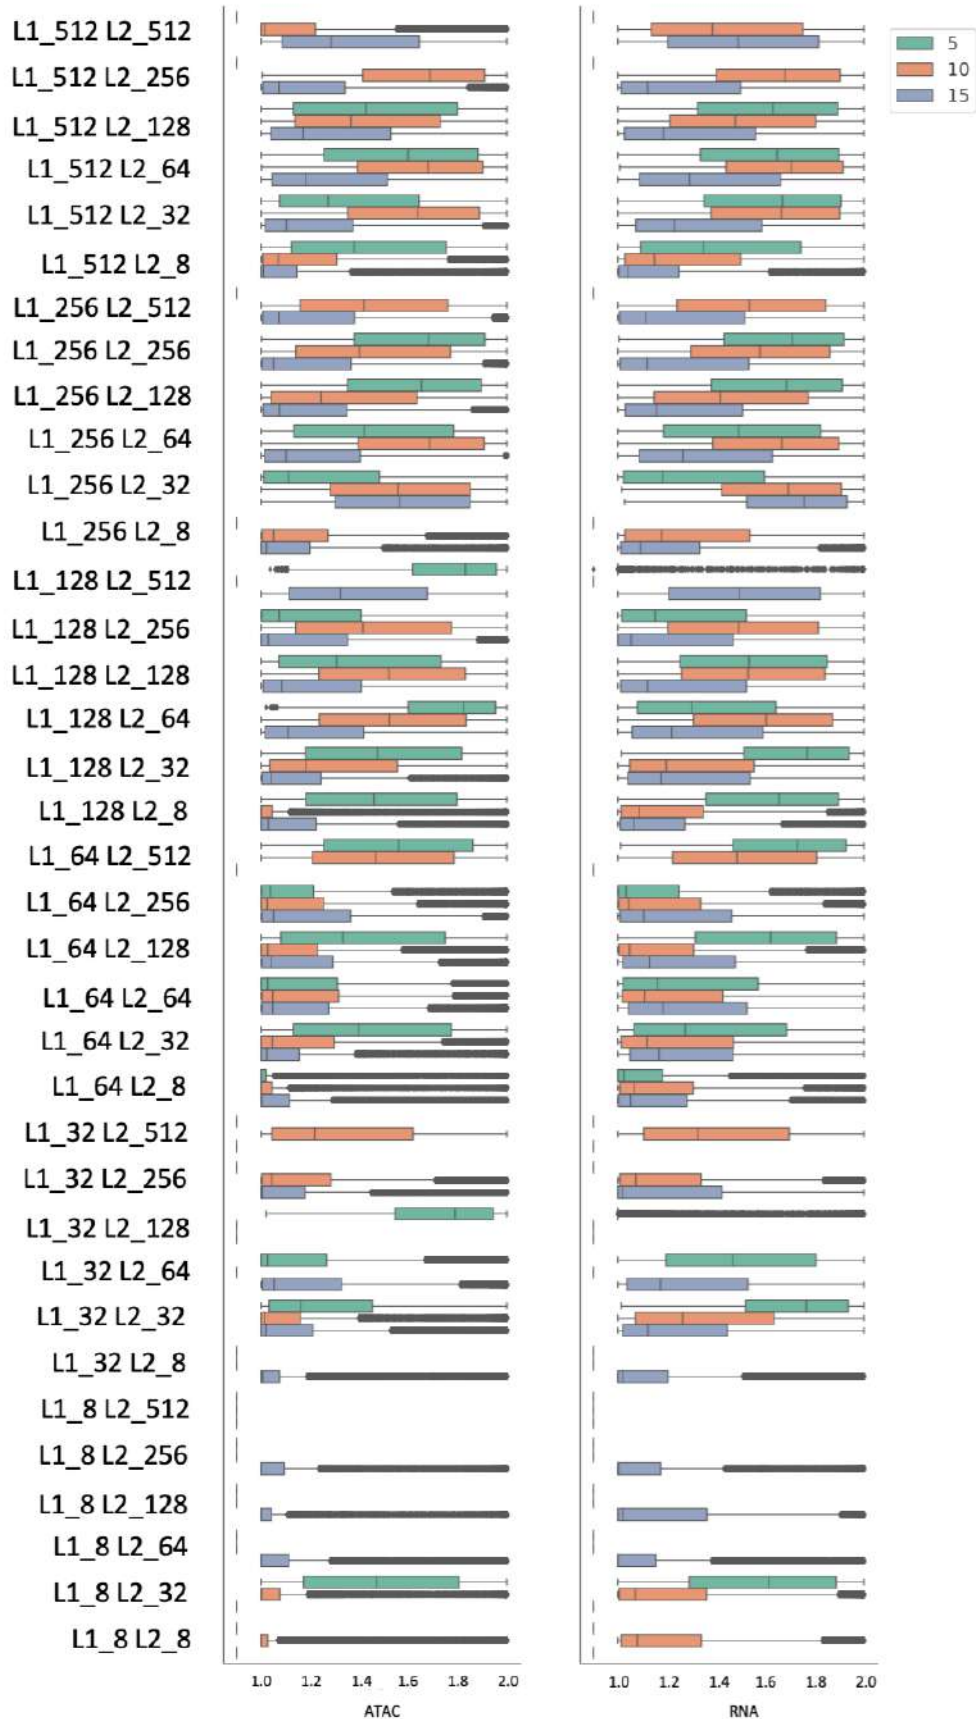 L1_512 L2_512
5
L1_512 L2_256
10
15
L1_512 L2_128
L1_512 L2_64
L1_512 L2_32
L1_512 L2_8
L1_256 L2_512
L1_256 L2_256
L1_256 L2_128
L1_256 L2_64
L1_256 L2_32
L1_256 L2_8
L1_128 L2_512
L1_128 L2_256
L1_128 L2_128
L1_128 L2_64
L1_128 L2_32
L1_128 L2_8
L1_64 L2_512
L1_64 L2_256
L1_64 L2_128
L1_64 L2_64
L1_64 L2_32
L1_64 L2_8
L1_32 L2_512
L1_32 L2_256
L1_32 L2_128
L1_32 L2_64
L1_32 L2_32
L1_32 L2_8
L1_8 L2_512
L1_8 L2_256
L1_8 L2_128
L1_8 L2_64
L1_8 L2_32
L1_8 L2_8
1.0 1.2 1.4 1.6 1.8 2.0 1.0 1.2 1.4 1.6 1.8 2.0
ATAC RNA